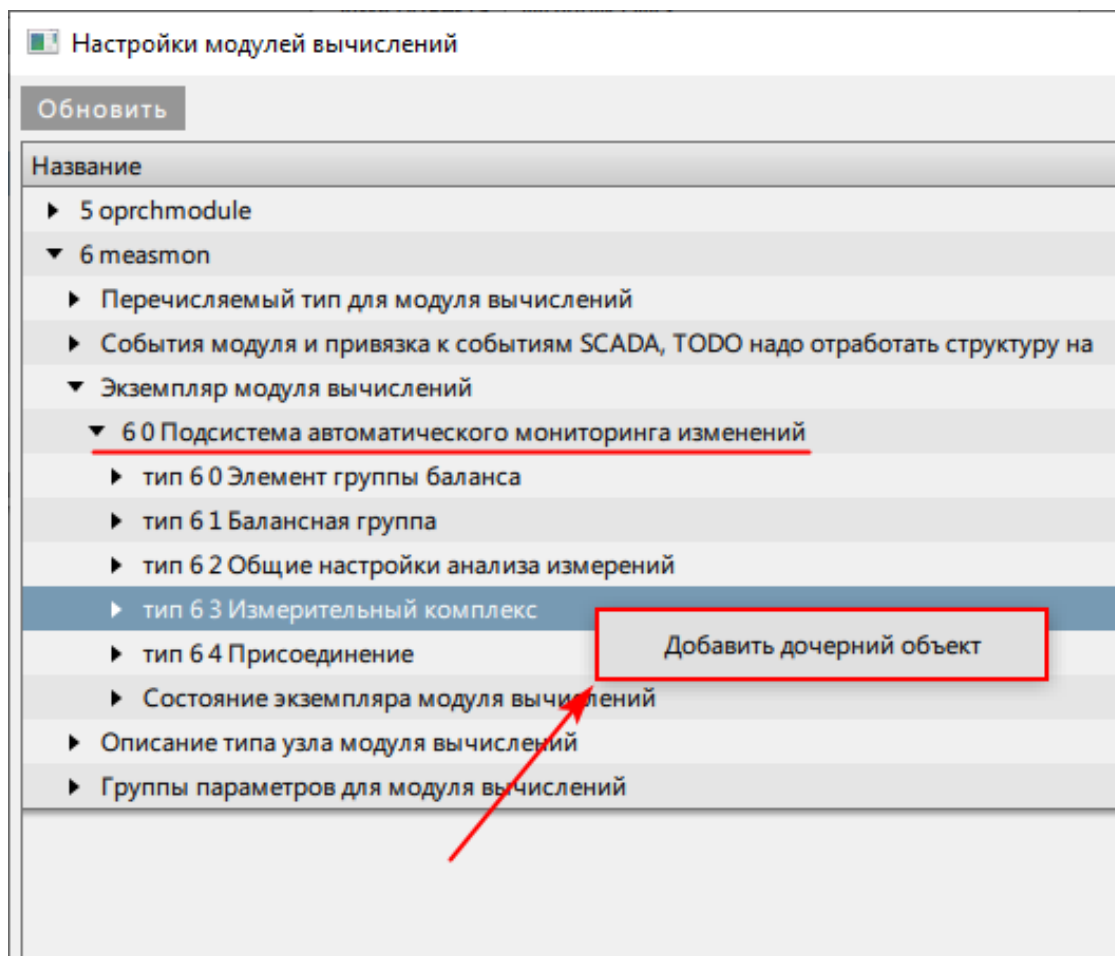 Настройки модулей вычислений
Обновить
Название
5 oprchmodule
6 measmon
Перечисляемый тип для модуля вычислений
События модуля и привязка к событиям SCADA, TODO надо отработать структуру на
Экземпляр модуля вычислений
6 0 Подсистема автоматического мониторинга изменений
тип 6 0 Элемент группы баланса
тип 6 1 Балансная группа
тип 6 2 Общие настройки анализа измерений
тип 6 3 Измерительный комплекс
Добавить дочерний объект
тип 6 4 Присоединение
Состояние экземпляра модуля вычислений
Описание типа узла модуля вычислений
Группы параметров для модуля вычислений